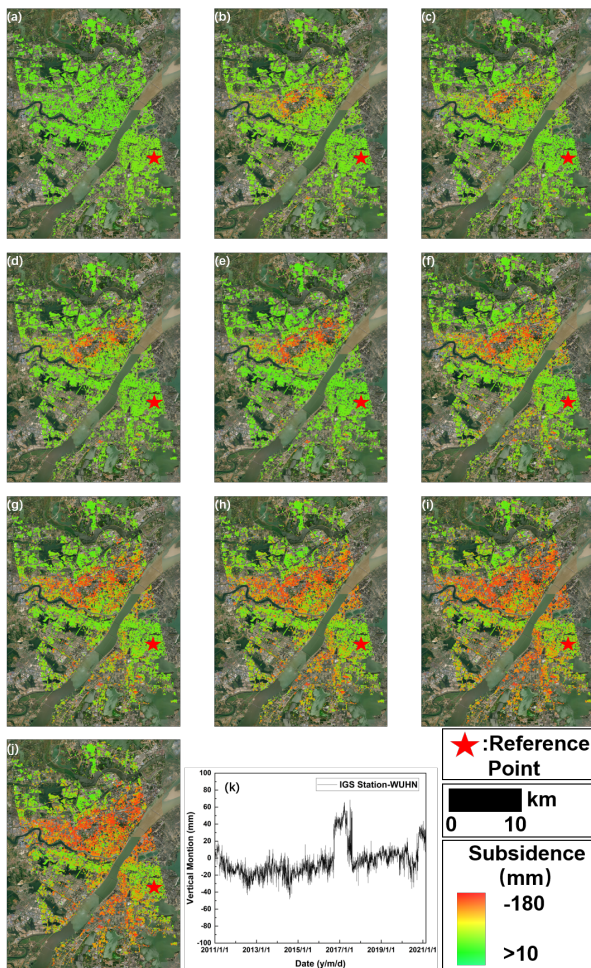 (a)
(b)
(c)
(d)
(e)
(f)
(g)
(h)
(i)
(j)
(k)
IGS Station-WUHN
Vertical Montion (mm)
100
80
60
40
20
0
-20
-40
-60
-80
-100
2011/1/1
2013/1/1
2015/1/1
2017/1/1
2019/1/1
2021/1/1
Date (y/m/d)
:Reference
Point
km
0 10
Subsidence
(mm)
-180
>10